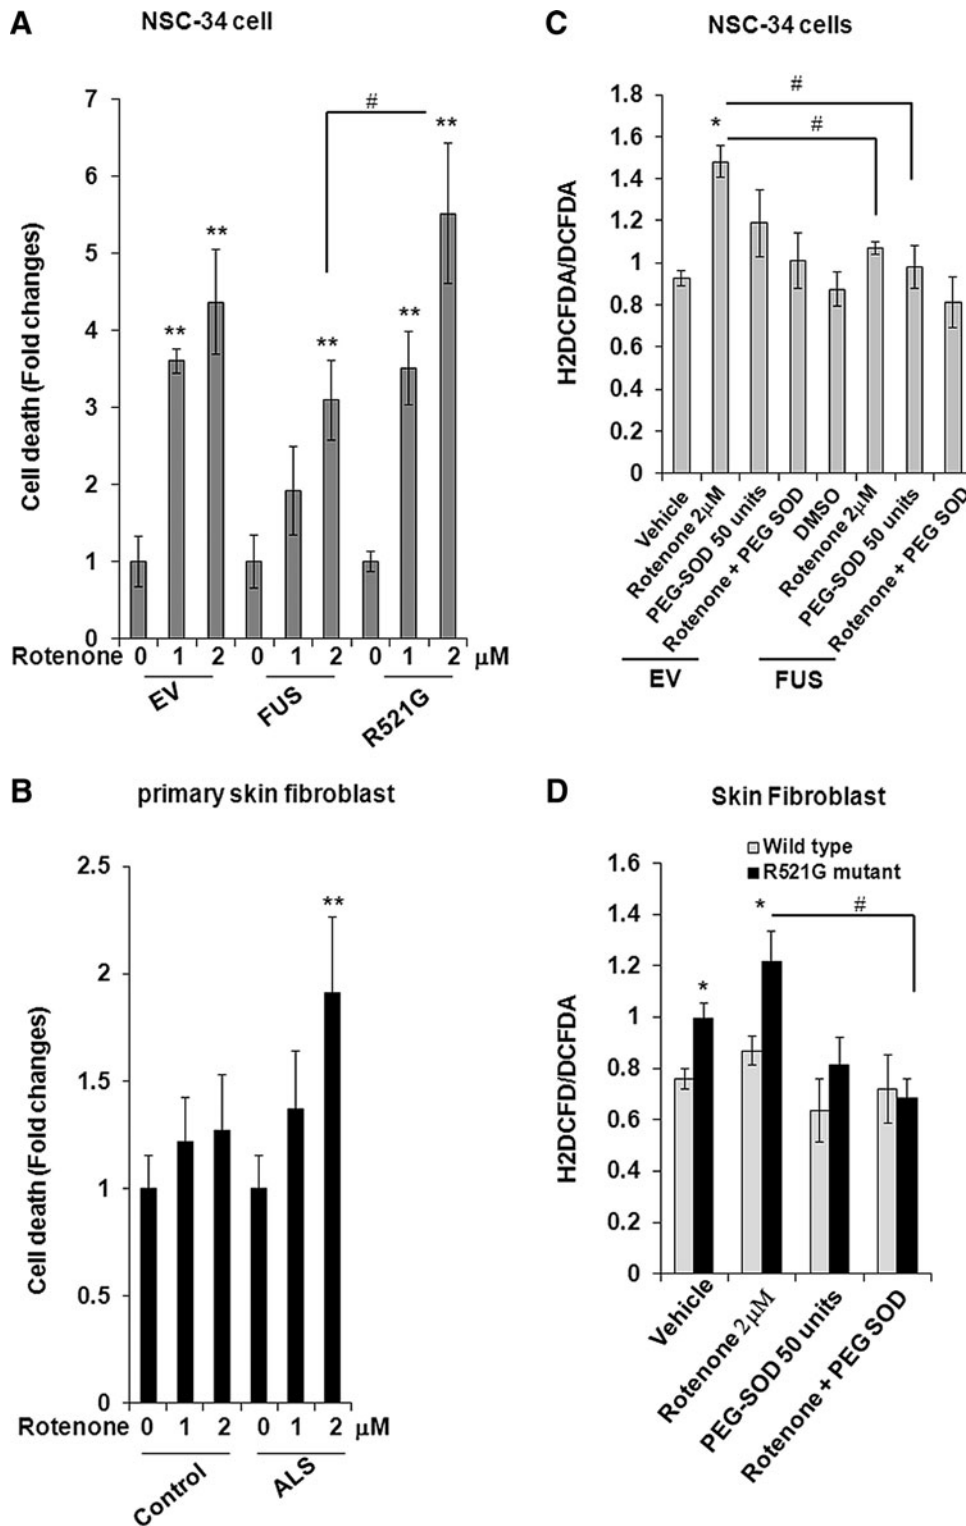 A
NSC-34 cell
7
6
5
4
3
2
1
0
Cell death (Fold changes)
**
**
**
**
**
#
Rotenone 0 1 2 0 1 2 0 1 2 μM
EV
FUS
R521G
C
NSC-34 cells
1.8
1.6
1.4
1.2
1
0.8
0.6
0.4
0.2
0
H2DCFDA/DCFDA
*
#
#
Vehicle
Rotenone 2μM
PEG-SOD 50 units
Rotenone + PEG SOD
DMSO
Rotenone 2μM
PEG-SOD 50 units
Rotenone + PEG SOD
EV
FUS
B
primary skin fibroblast
2.5
2
1.5
1
0.5
0
Cell death (Fold changes)
**
Rotenone 0 1 2 0 1 2 μM
Control
ALS
D
Skin Fibroblast
Wild type
R521G mutant
1.6
1.4
1.2
1
0.8
0.6
0.4
0.2
0
H2DCFD/DCFDA
*
*
#
Vehicle
Rotenone 2μM
PEG-SOD 50 units
Rotenone + PEG SOD